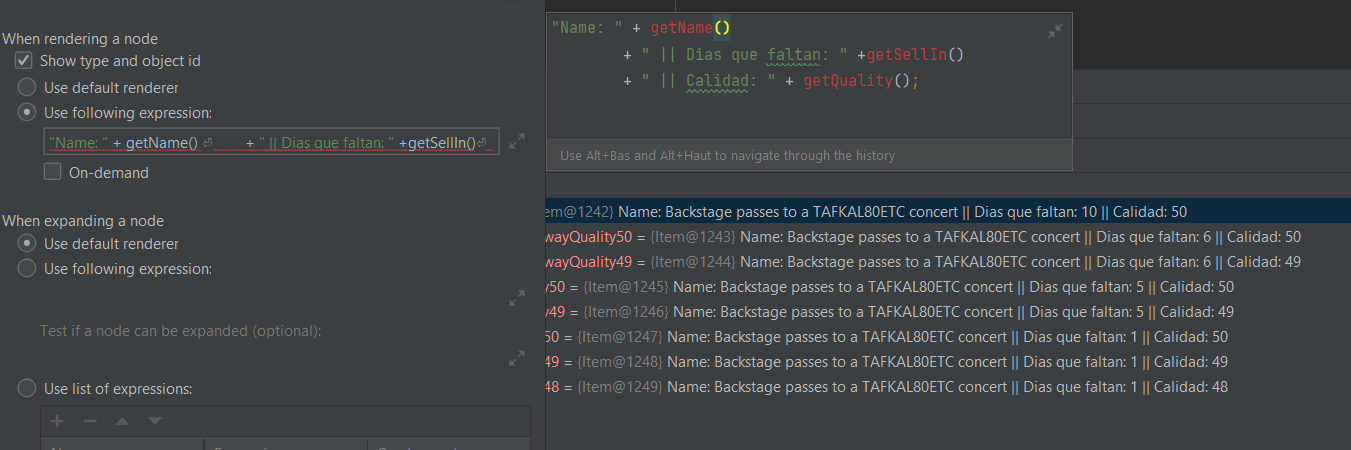 When rendering a node
Show type and object id
Use default renderer
Use following expression:
"Name: " + getName() ⏎ + " || Dias que faltan: " +getSellIn()⏎
On-demand
When expanding a node
Use default renderer
Use following expression:
Test if a node can be expanded (optional):
Use list of expressions:
"Name: " + getName()
+ " || Dias que faltan: " +getSellIn()
+ " || Calidad: " + getQuality();
Use Alt+Bas and Alt+Haut to navigate through the history
em@1242} Name: Backstage passes to a TAFKAL80ETC concert || Dias que faltan: 10 || Calidad: 50
wayQuality50 = {Item@1243} Name: Backstage passes to a TAFKAL80ETC concert || Dias que faltan: 6 || Calidad: 50
wayQuality49 = {Item@1244} Name: Backstage passes to a TAFKAL80ETC concert || Dias que faltan: 6 || Calidad: 49
y50 = {Item@1245} Name: Backstage passes to a TAFKAL80ETC concert || Dias que faltan: 5 || Calidad: 50
y49 = {Item@1246} Name: Backstage passes to a TAFKAL80ETC concert || Dias que faltan: 5 || Calidad: 49
50 = {Item@1247} Name: Backstage passes to a TAFKAL80ETC concert || Dias que faltan: 1 || Calidad: 50
49 = {Item@1248} Name: Backstage passes to a TAFKAL80ETC concert || Dias que faltan: 1 || Calidad: 49
48 = {Item@1249} Name: Backstage passes to a TAFKAL80ETC concert || Dias que faltan: 1 || Calidad: 48